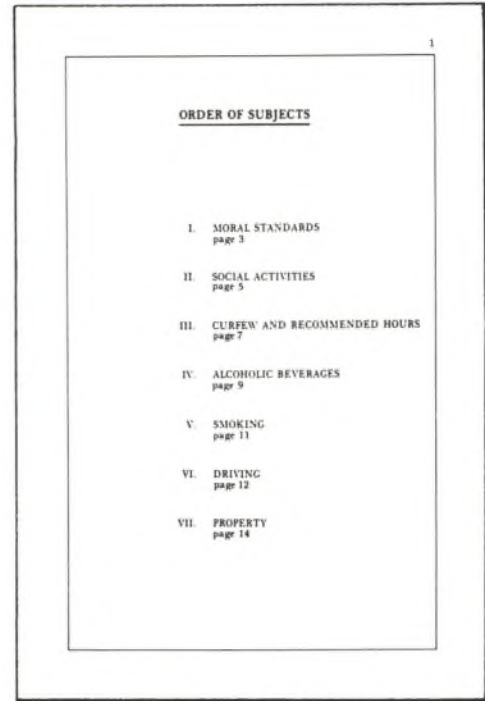 1
ORDER OF SUBJECTS
I. MORAL STANDARDS
page 3
II. SOCIAL ACTIVITIES
page 5
III. CURFEW AND RECOMMENDED HOURS
page 7
IV. ALCOHOLIC BEVERAGES
page 9
V. SMOKING
page 11
VI. DRIVING
page 12
VII. PROPERTY
page 14